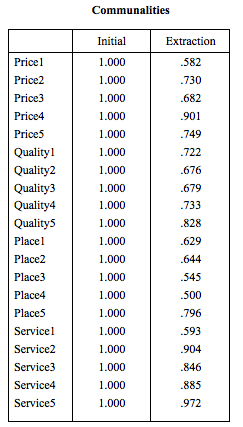 Communalities
Initial Extraction
Price1 1.000 .582
Price2 1.000 .730
Price3 1.000 .682
Price4 1.000 .901
Price5 1.000 .749
Quality1 1.000 .722
Quality2 1.000 .676
Quality3 1.000 .679
Quality4 1.000 .733
Quality5 1.000 .828
Place1 1.000 .629
Place2 1.000 .644
Place3 1.000 .545
Place4 1.000 .500
Place5 1.000 .796
Service1 1.000 .593
Service2 1.000 .904
Service3 1.000 .846
Service4 1.000 .885
Service5 1.000 .972